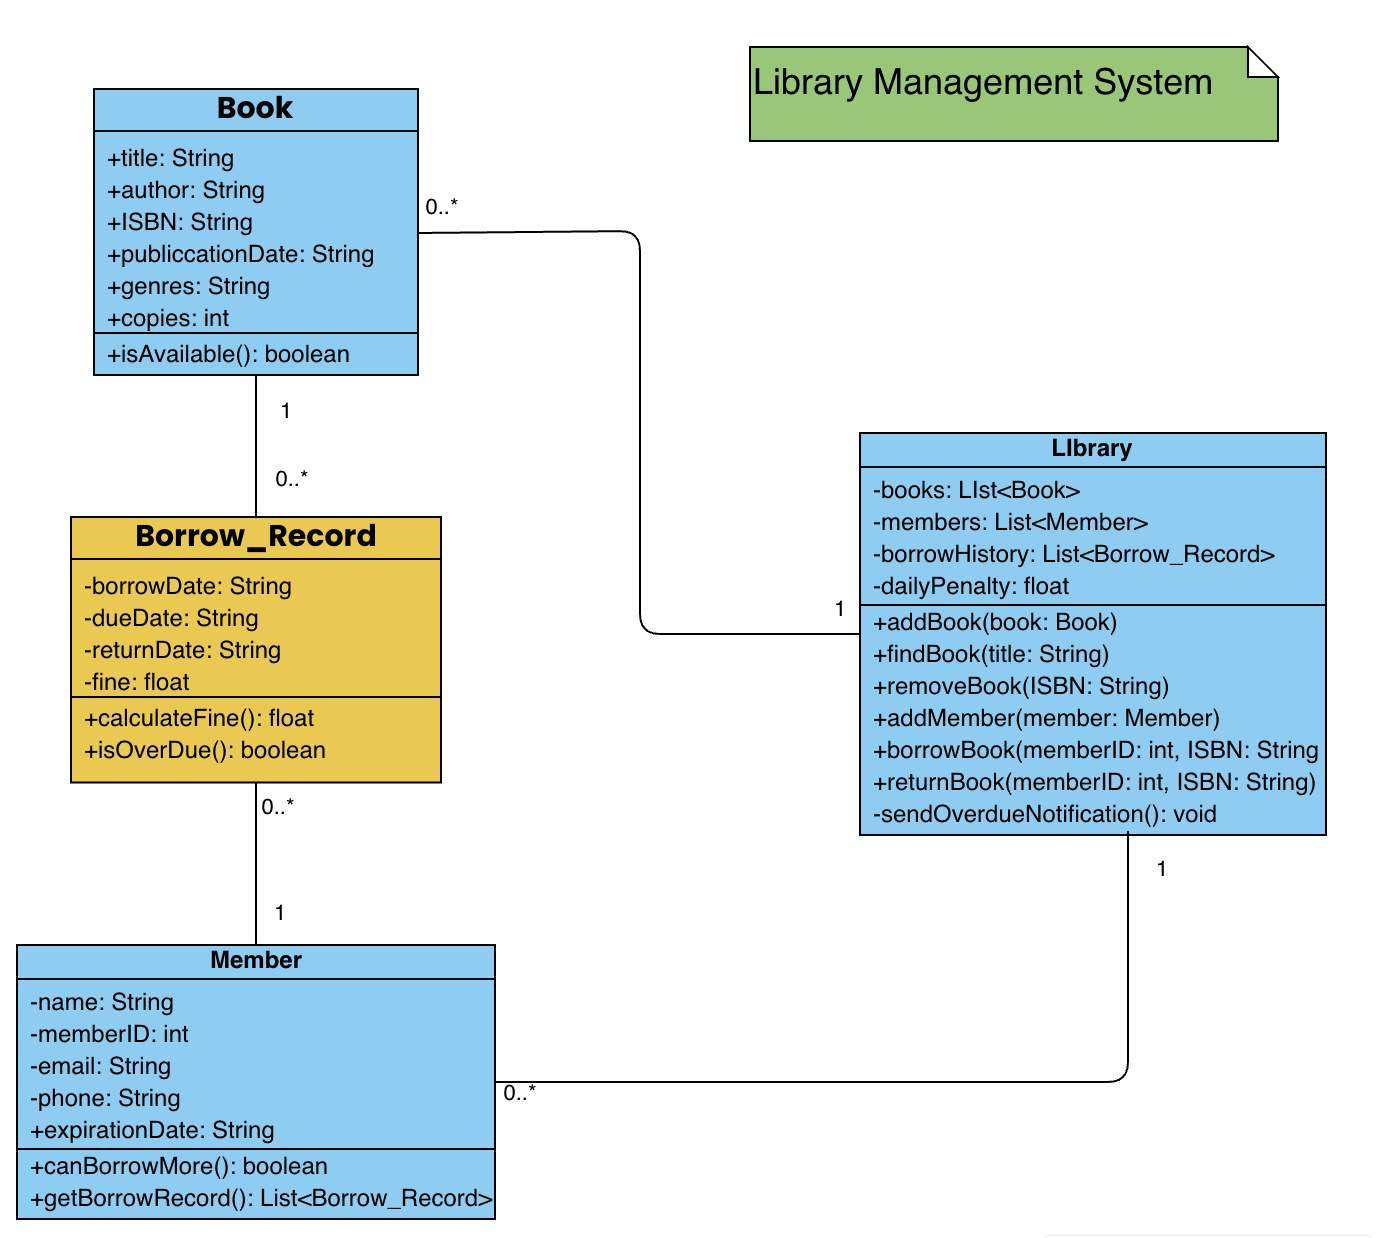 Library Management System
Book
+title: String
+author: String
+ISBN: String
+publiccationDate: String
+genres: String
+copies: int
+isAvailable(): boolean
0..*
1
0..*
Borrow_Record
-borrowDate: String
-dueDate: String
-returnDate: String
-fine: float
+calculateFine(): float
+isOverDue(): boolean
0..*
1
Member
-name: String
-memberID: int
-email: String
-phone: String
+expirationDate: String
+canBorrowMore(): boolean
+getBorrowRecord(): List<Borrow_Record>
0..*
LIbrary
-books: LIst<Book>
-members: List<Member>
-borrowHistory: List<Borrow_Record>
-dailyPenalty: float
1
+addBook(book: Book)
+findBook(title: String)
+removeBook(ISBN: String)
+addMember(member: Member)
+borrowBook(memberID: int, ISBN: String
+returnBook(memberID: int, ISBN: String)
-sendOverdueNotification(): void
1